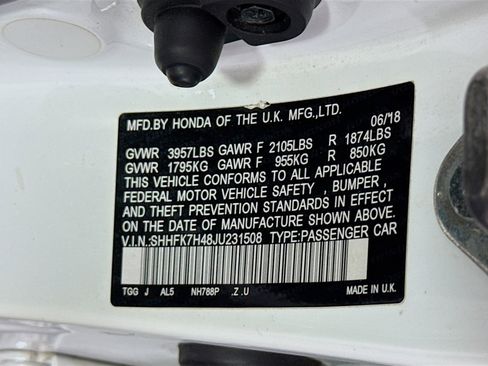 MFD.BY HONDA OF THE U.K. MFG.,LTD.
06/18
GVWR 3957LBS GAWR F 2105LBS R 1874LBS
GVWR 1795KG GAWR F 955KG R 850KG
THIS VEHICLE CONFORMS TO ALL APPLICABLE
FEDERAL MOTOR VEHICLE SAFETY , BUMPER ,
AND THEFT PREVENTION STANDARDS IN EFFECT
ON THE DATE OF MANUFACTURE SHOWN ABOVE.
V.I.N.:SHHFK7H48JU231508 TYPE:PASSENGER CAR
TGG J AL5 NH788P .Z .U MADE IN U.K.